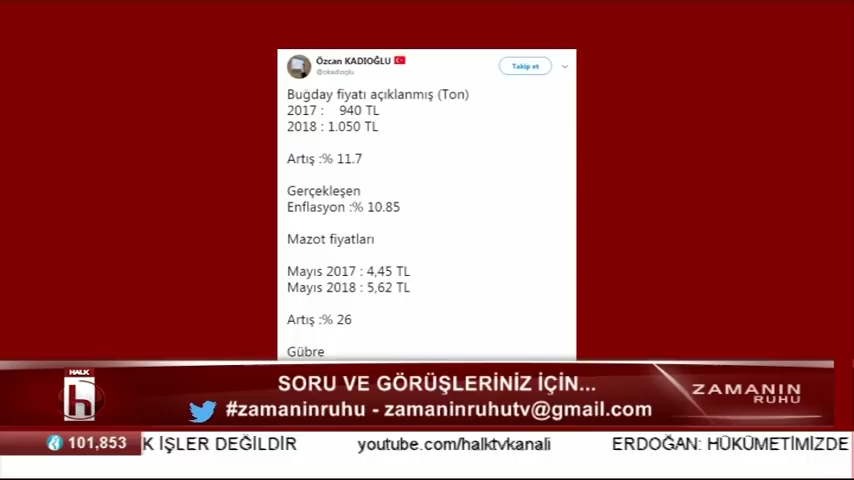 Özcan KADIOĞLU
@okadioglu
Takip et
Buğday fiyatı açıklanmış (Ton)
2017 : 940 TL
2018 : 1.050 TL
Artış :% 11.7
Gerçekleşen
Enflasyon :% 10.85
Mazot fiyatları
Mayıs 2017 : 4,45 TL
Mayıs 2018 : 5,62 TL
Artış :% 26
Gübre
HALK
h
SORU VE GÖRÜŞLERİNİZ İÇİN...
#zamaninruhu - zamaninruhutv@gmail.com
ZAMANIN
RUHU
101,853
K İŞLER DEĞİLDİR youtube.com/halktvkanali ERDOĞAN: HÜKÜMETİMİZDE